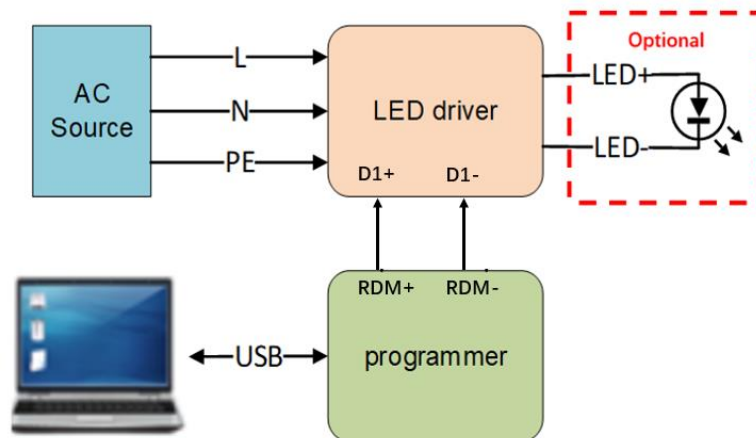 Optional
L
LED+
AC
Source
N
LED driver
PE
LED-
D1+ D1-
RDM+ RDM-
USB
programmer